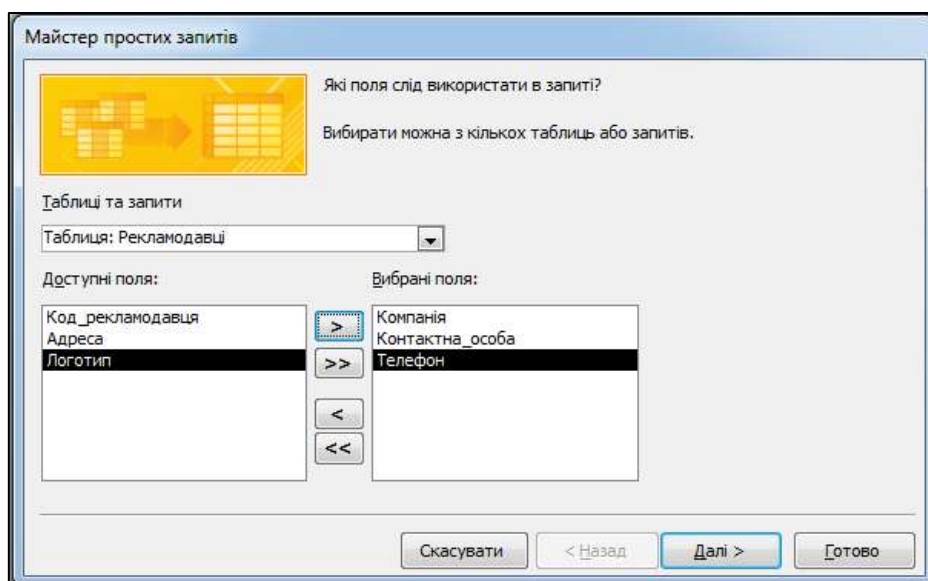 Майстер простих запитів
Які поля слід використати в запиті?
Вибирати можна з кількох таблиць або запитів.
Таблиці та запити
Таблиця: Рекламодавці
Доступні поля:
Вибрані поля:
Код_рекламодавця
Адреса
Логотип
>
>>
<
<<
Компанія
Контактна_особа
Телефон
Скасувати
< Назад
Далі >
Готово